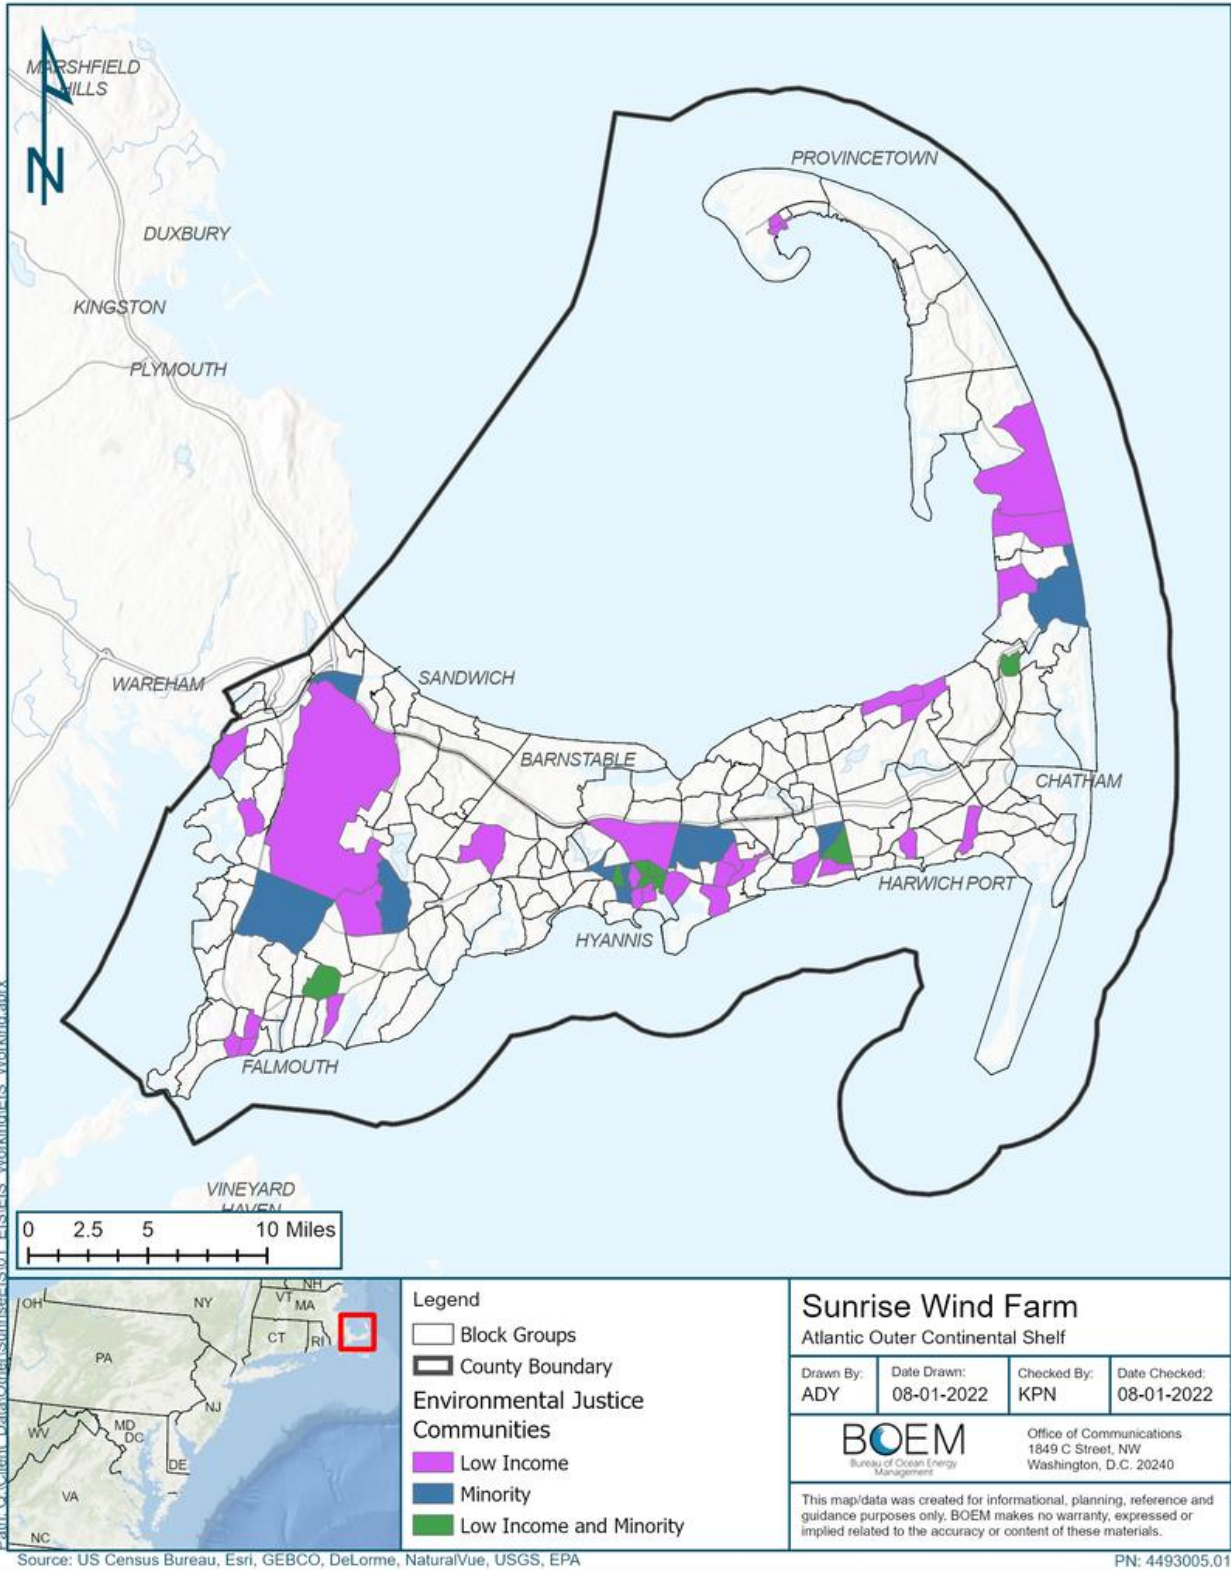 MARSHFIELD
HILLS
N
PROVINCETOWN
DUXBURY
KINGSTON
PLYMOUTH
WAREHAM
SANDWICH
BARNSTABLE
CHATHAM
HARWICH PORT
HYANNIS
FALMOUTH
VINEYARD
HAVEN
0 2.5 5 10 Miles
OH
NY
VT
NH
MA
CT
RI
PA
NJ
WV
MD
DC
DE
VA
NC
Legend
Block Groups
County Boundary
Environmental Justice
Communities
Low Income
Minority
Low Income and Minority
Sunrise Wind Farm
Atlantic Outer Continental Shelf
Drawn By:
ADY
Date Drawn:
08-01-2022
Checked By:
KPN
Date Checked:
08-01-2022
BOEM
Bureau of Ocean Energy
Management
Office of Communications
1849 C Street, NW
Washington, D.C. 20240
This map/data was created for informational, planning, reference and
guidance purposes only. BOEM makes no warranty, expressed or
implied related to the accuracy or content of these materials.
Source: US Census Bureau, Esri, GEBCO, DeLorme, NaturalVue, USGS, EPA
PN: 4493005.01